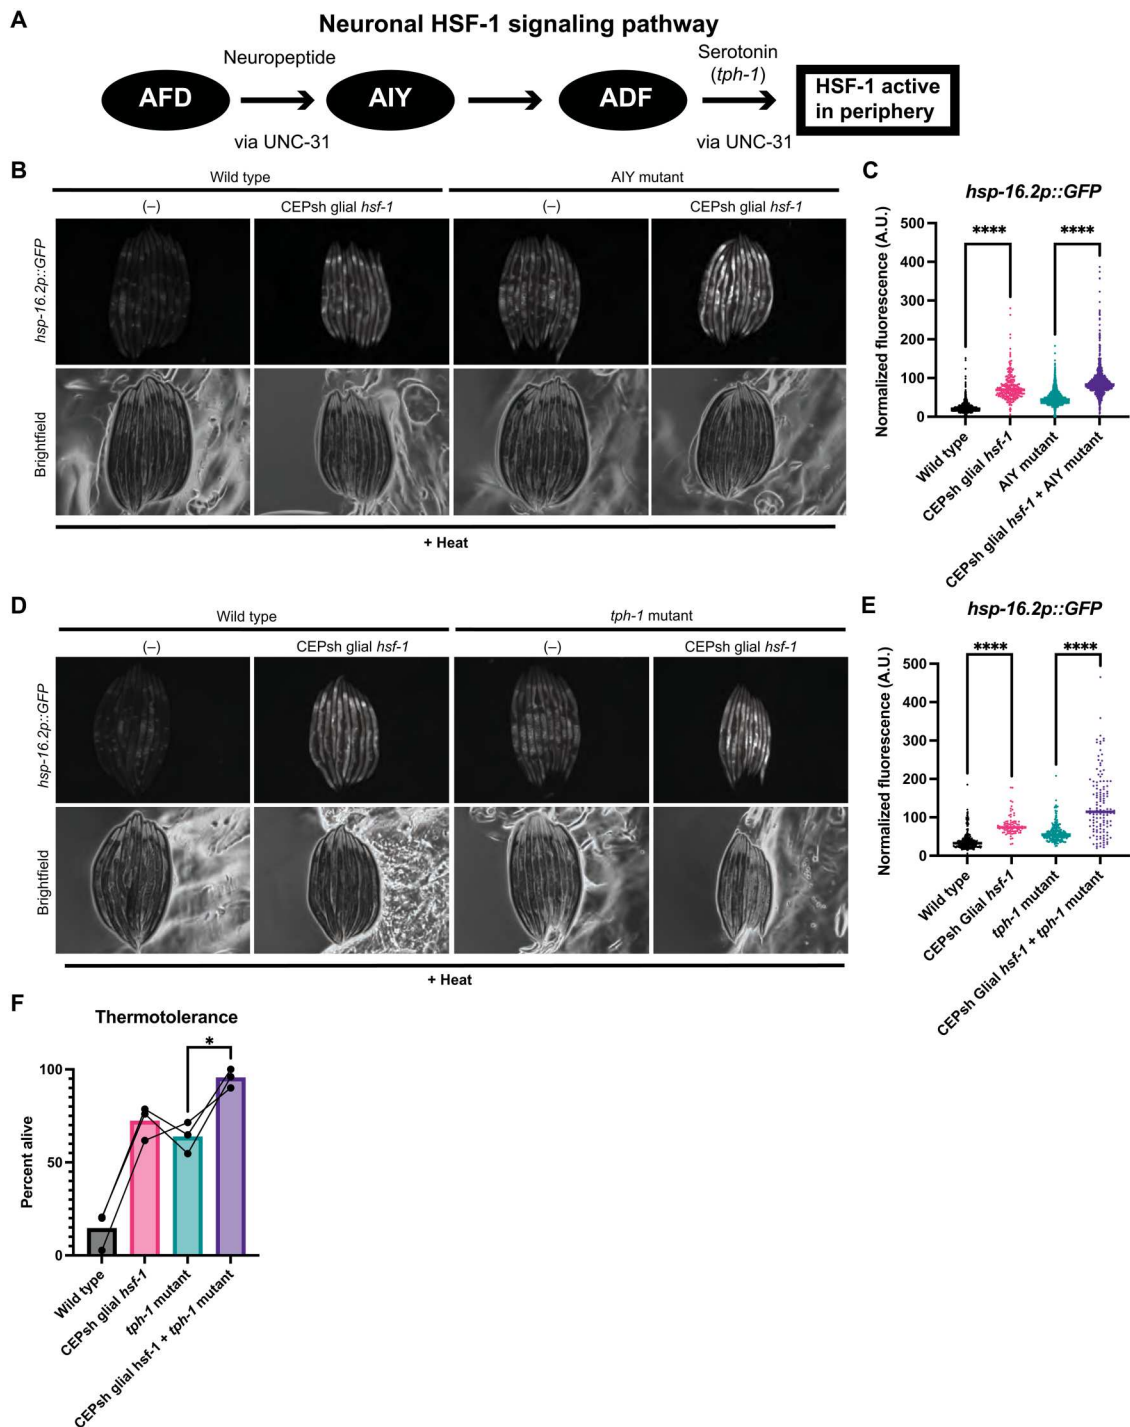 A
Neuronal HSF-1 signaling pathway
Neuropeptide
Serotonin
(tph-1)
AFD
AIY
ADF
HSF-1 active
in periphery
via UNC-31
via UNC-31
B
Wild type
AIY mutant
(–)
CEPsh glial hsf-1
(–)
CEPsh glial hsf-1
hsp-16.2p::GFP
Brightfield
+ Heat
C
hsp-16.2p::GFP
Normalized fluorescence (A.U.)
500
400
300
200
100
0
****
****
Wild type
CEPsh glial hsf-1
AIY mutant
CEPsh glial hsf-1 + AIY mutant
D
Wild type
tph-1 mutant
(–)
CEPsh glial hsf-1
(–)
CEPsh glial hsf-1
hsp-16.2p::GFP
Brightfield
+ Heat
E
hsp-16.2p::GFP
Normalized fluorescence (A.U.)
500
400
300
200
100
0
****
****
Wild type
CEPsh Glial hsf-1
tph-1 mutant
CEPsh Glial hsf-1 + tph-1 mutant
F
Thermotolerance
Percent alive
100
50
0
*
Wild type
CEPsh glial hsf-1
tph-1 mutant
CEPsh glial hsf-1 + tph-1 mutant